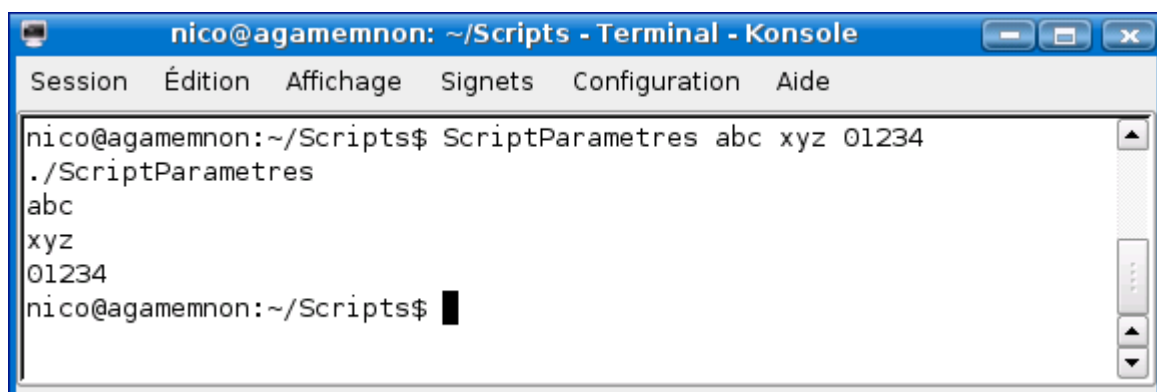 nico@agamemnon: ~/Scripts - Terminal - Konsole
Session Édition Affichage Signets Configuration Aide
nico@agamemnon:~/Scripts$ ScriptParametres abc xyz 01234
./ScriptParametres
abc
xyz
01234
nico@agamemnon:~/Scripts$